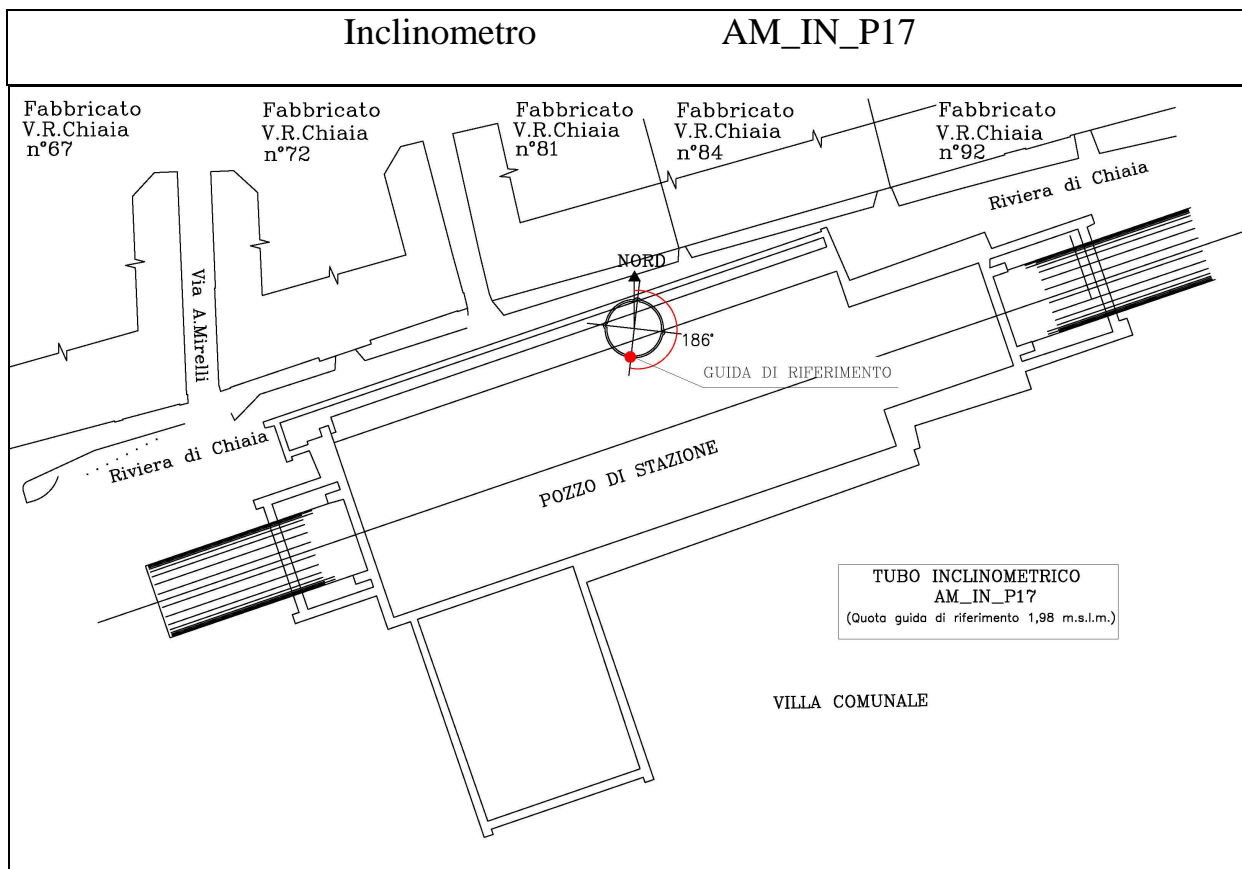 Inclinometro AM_IN_P17
Fabbricato
V.R.Chiaia
n°67
Fabbricato
V.R.Chiaia
n°72
Fabbricato
V.R.Chiaia
n°81
Fabbricato
V.R.Chiaia
n°84
Fabbricato
V.R.Chiaia
n°92
Riviera di Chiaia
Via A.Mirelli
NORD
186°
GUIDA DI RIFERIMENTO
Riviera di Chiaia
POZZO DI STAZIONE
TUBO INCLINOMETRICO
AM_IN_P17
(Quota guida di riferimento 1,98 m.s.l.m.)
VILLA COMUNALE